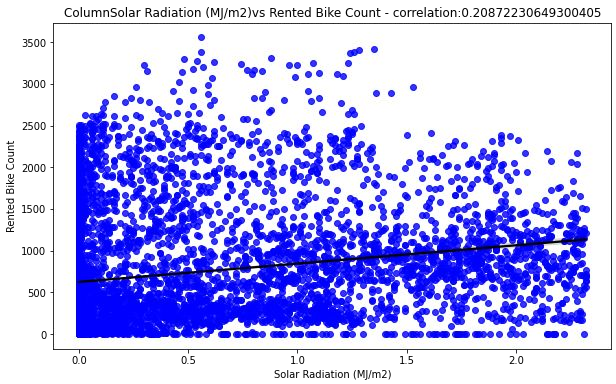 ColumnSolar Radiation (MJ/m2)vs Rented Bike Count - correlation:0.20872230649300405
3500
3000
2500
2000
1500
1000
500
0
Rented Bike Count
0.0 0.5 1.0 1.5 2.0
Solar Radiation (MJ/m2)